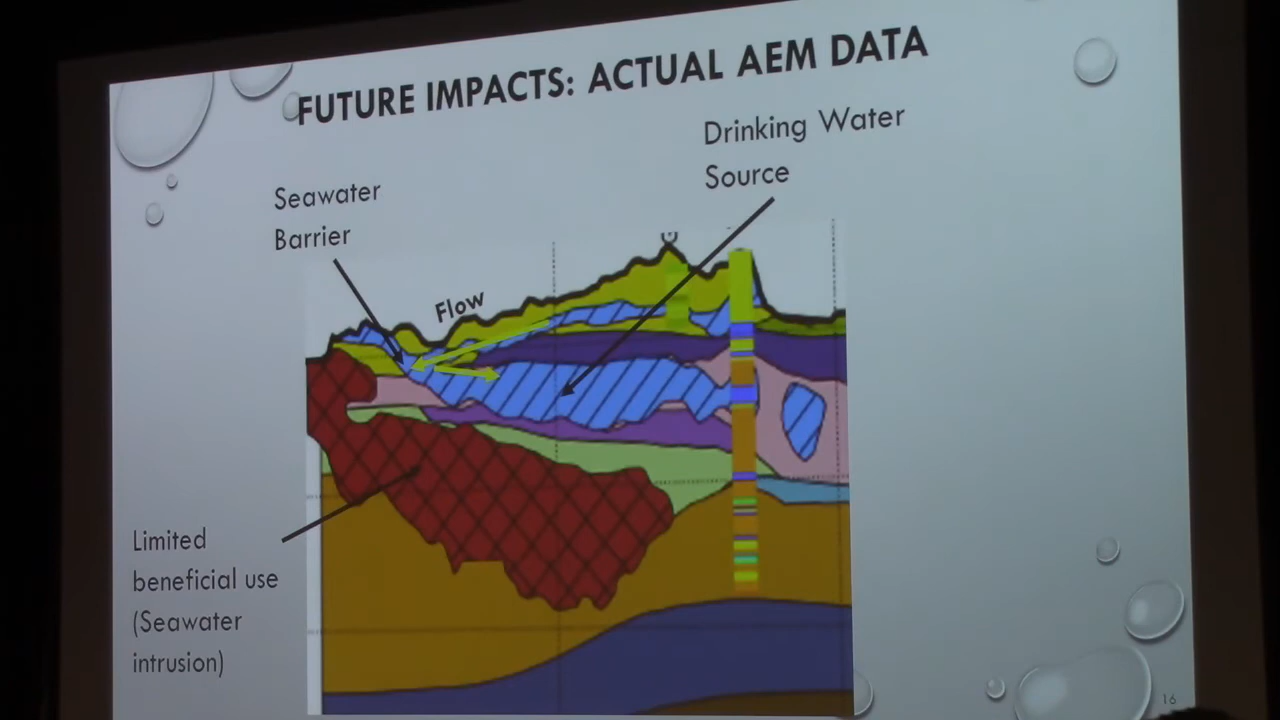 FUTURE IMPACTS: ACTUAL AEM DATA
Drinking Water
Source
Seawater
Barrier
Flow
Limited
beneficial use
(Seawater
intrusion)
16